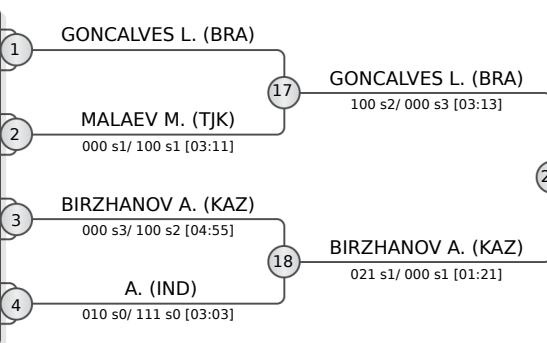 1
GONCALVES L. (BRA)
17
GONCALVES L. (BRA)
100 s2/ 000 s3 [03:13]
2
MALAEV M. (TJK)
000 s1/ 100 s1 [03:11]
3
BIRZHANOV A. (KAZ)
000 s3/ 100 s2 [04:55]
18
BIRZHANOV A. (KAZ)
021 s1/ 000 s1 [01:21]
4
A. (IND)
010 s0/ 111 s0 [03:03]